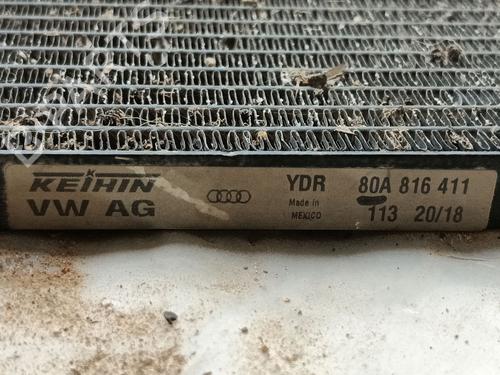 KEIHIN YDR 80A 816 411
VW AG Made in MEXICO 113 20/18